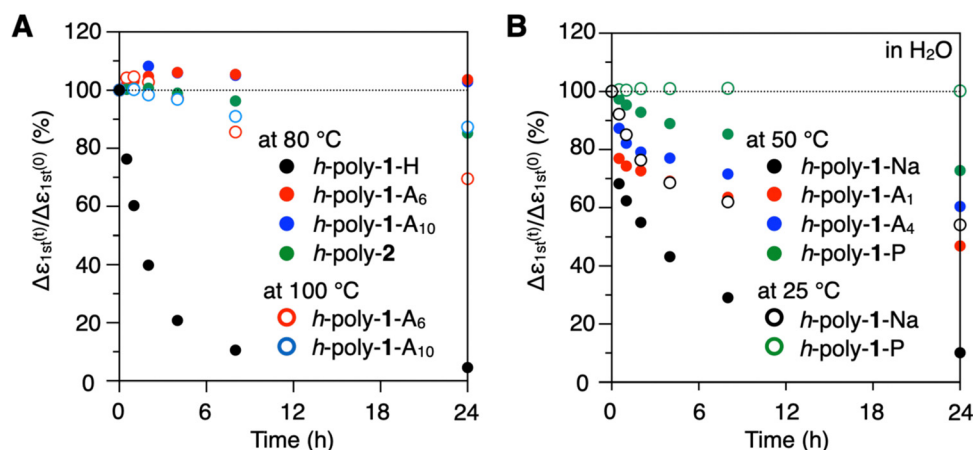 A
Δε1st(t)/Δε1st(0) (%)
120
100
80
60
40
20
0
at 80 °C
h-poly-1-H
h-poly-1-A6
h-poly-1-A10
h-poly-2
at 100 °C
h-poly-1-A6
h-poly-1-A10
0 6 12 18 24
Time (h)
B
Δε1st(t)/Δε1st(0) (%)
120
100
80
60
40
20
0
in H2O
at 50 °C
h-poly-1-Na
h-poly-1-A1
h-poly-1-A4
h-poly-1-P
at 25 °C
h-poly-1-Na
h-poly-1-P
0 6 12 18 24
Time (h)